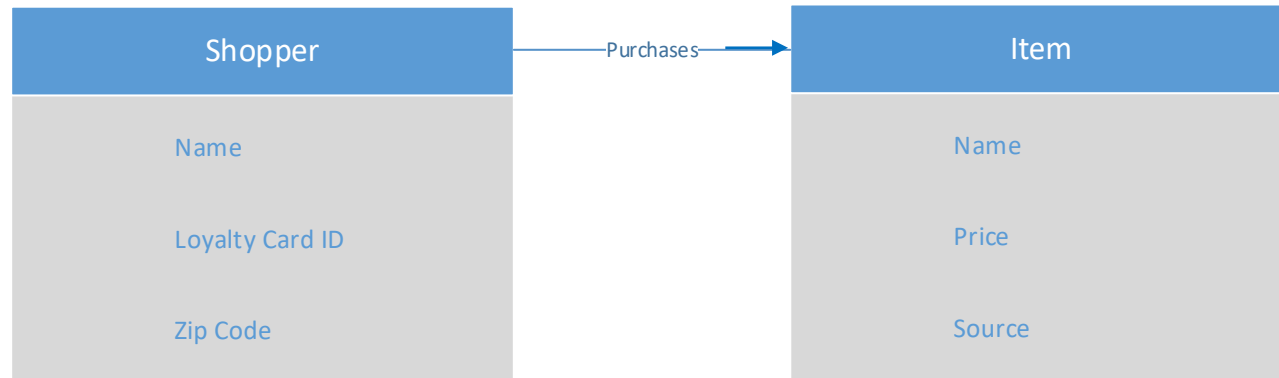 Shopper
Purchases
Item
Name
Loyalty Card ID
Zip Code
Name
Price
Source